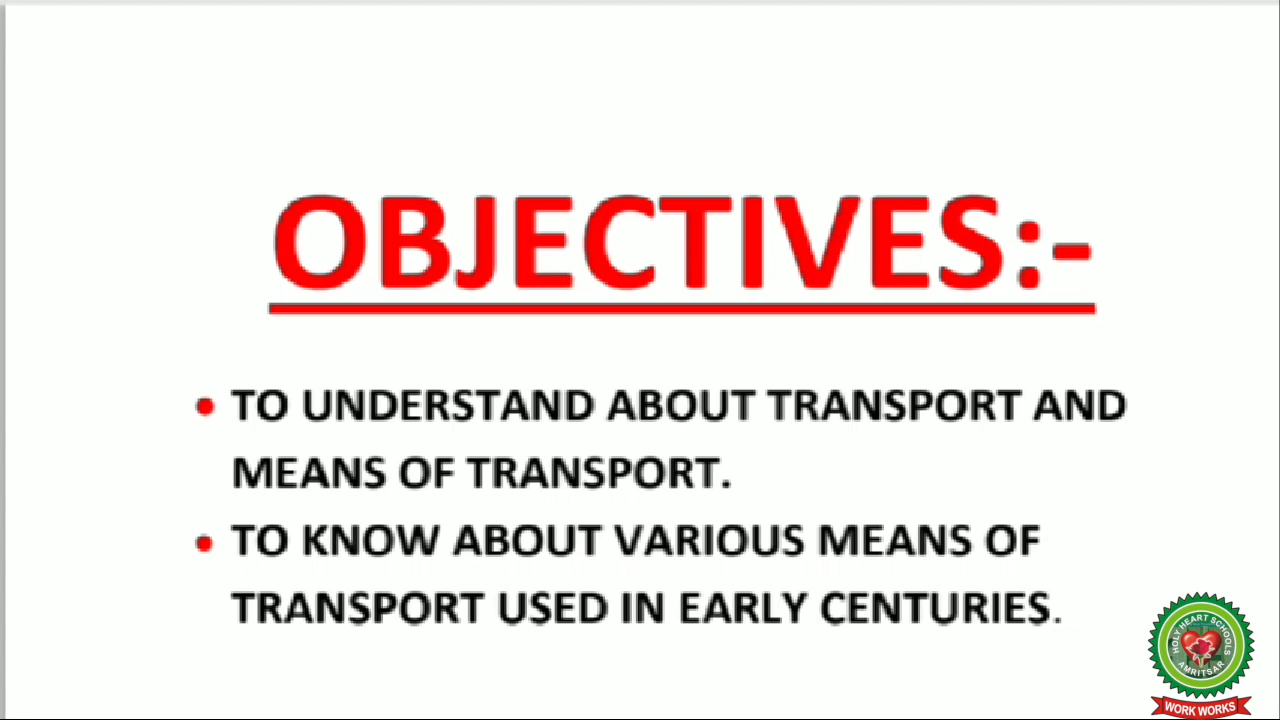 OBJECTIVES:-
• TO UNDERSTAND ABOUT TRANSPORT AND
MEANS OF TRANSPORT.
• TO KNOW ABOUT VARIOUS MEANS OF
TRANSPORT USED IN EARLY CENTURIES.
HOLY HEART SCHOOLS
AMRITSAR
WORK WORKS